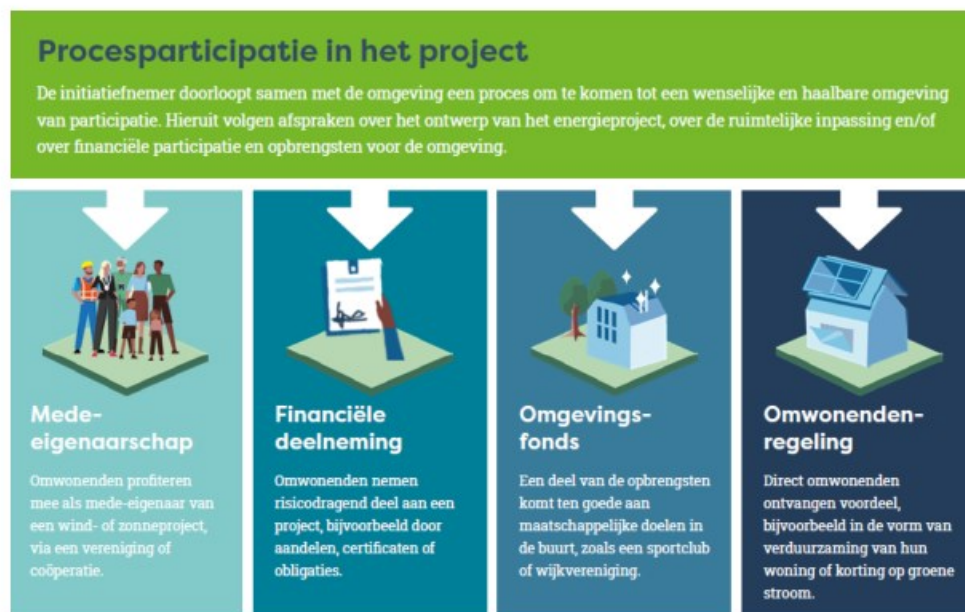 Procesparticipatie in het project
De initiatiefnemer doorloopt samen met de omgeving een proces om te komen tot een wenselijke en haalbare omgeving
van participatie. Hieruit volgen afspraken over het ontwerp van het energieproject, over de ruimtelijke inpassing en/of
over financiële participatie en opbrengsten voor de omgeving.
Mede-
eigenaarschap
Omwonenden profiteren
mee als mede-eigenaar van
een wind- of zonneproject,
via een vereniging of
coöperatie.
Financiële
deelneming
Omwonenden nemen
risicodragend deel aan een
project, bijvoorbeeld door
aandelen, certificaten of
obligaties.
Omgevings-
fonds
Een deel van de opbrengsten
komt ten goede aan
maatschappelijke doelen in
de buurt, zoals een sportclub
of wijkvereniging.
Omwonenden-
regeling
Direct omwonenden
ontvangen voordeel,
bijvoorbeeld in de vorm van
verduurzaming van hun
woning of korting op groene
stroom.